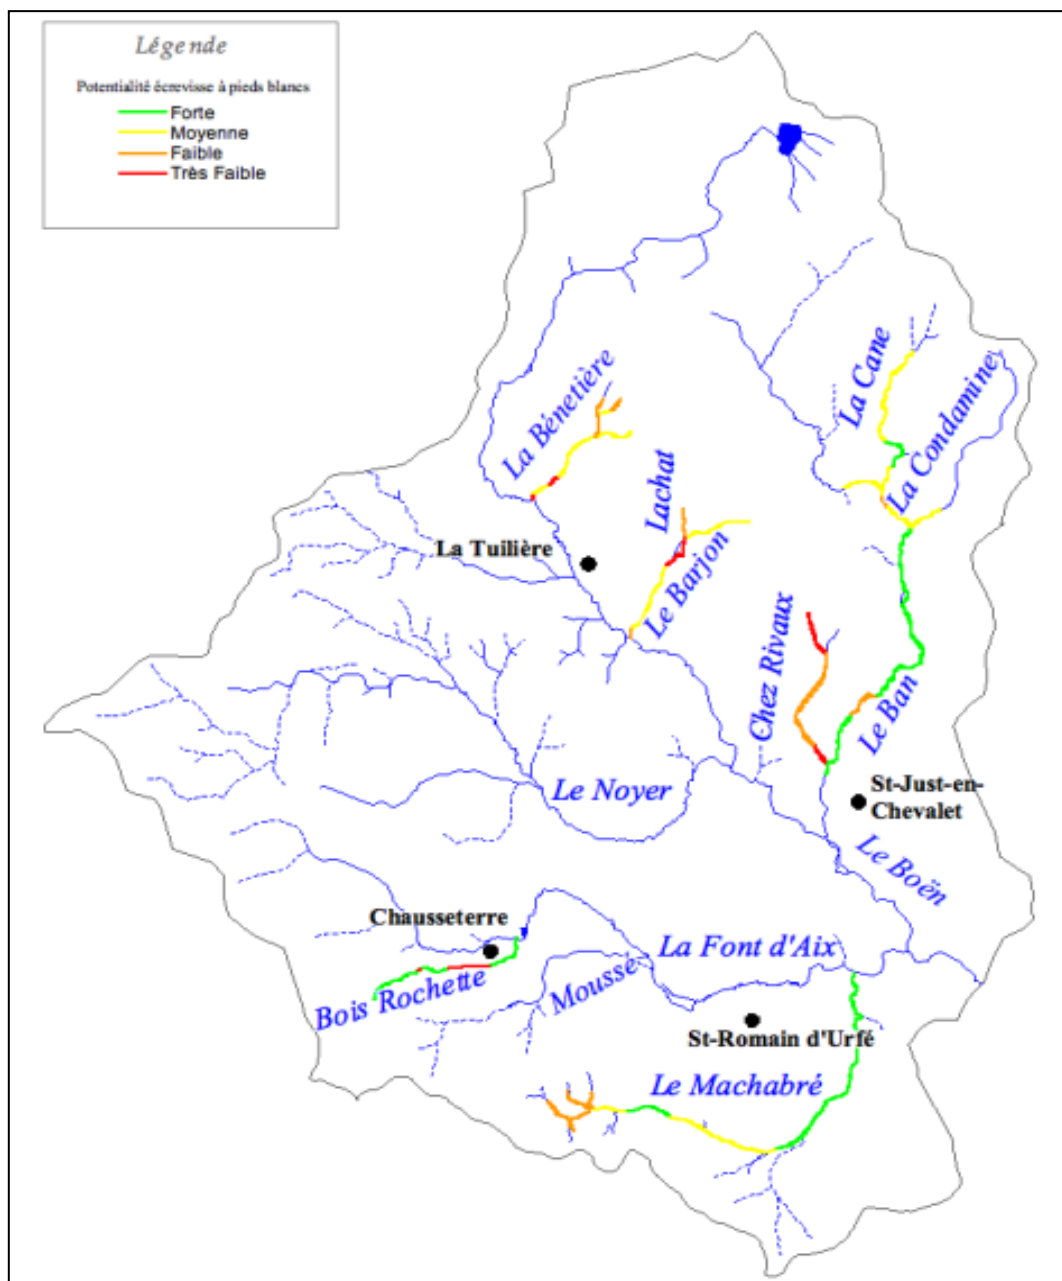 Légende
Potentialité écrevisse à pieds blancs
Forte
Moyenne
Faible
Très Faible
La Cane
La Condamine
La Bénetière
Lachat
La Tuilière
Le Barjon
Chez Rivaux
Le Ban
St-Just-en-
Chevalet
Le Noyer
Le Boën
Chausseterre
La Font d'Aix
Moussé
Bois Rochette
St-Romain d'Urfé
Le Machabré